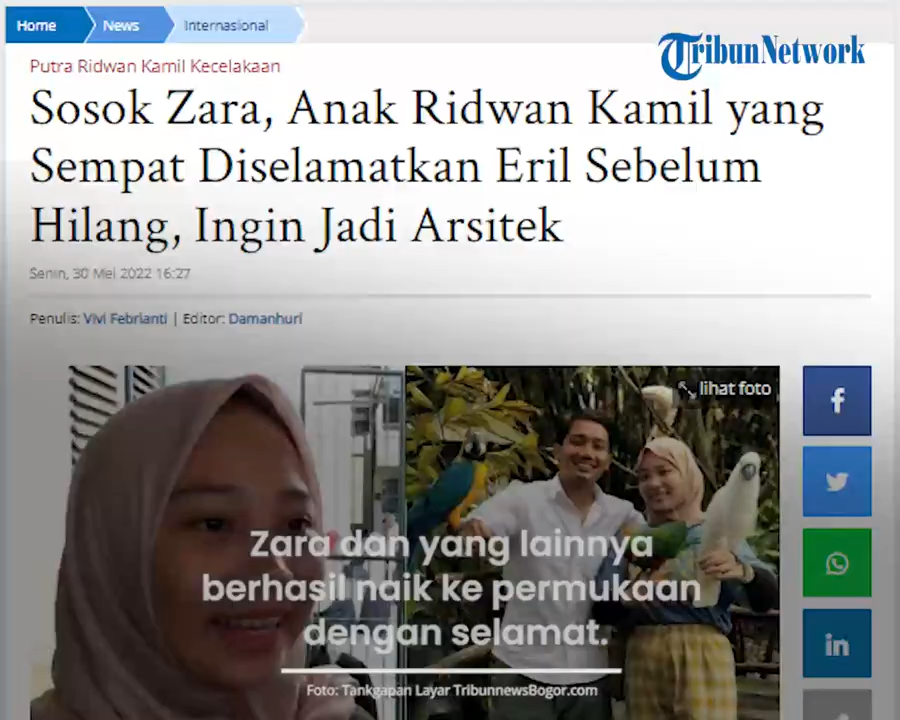 Home News Internasional
TribunNetwork
Putra Ridwan Kamil Kecelakaan
Sosok Zara, Anak Ridwan Kamil yang
Sempat Diselamatkan Eril Sebelum
Hilang, Ingin Jadi Arsitek
Senin, 30 Mei 2022 16:27
Penulis: Vivi Febrianti | Editor: Damanhuri
lihat foto
Zara dan yang lainnya
berhasil naik ke permukaan
dengan selamat.
Foto: Tankgapan Layar TribunnewsBogor.com